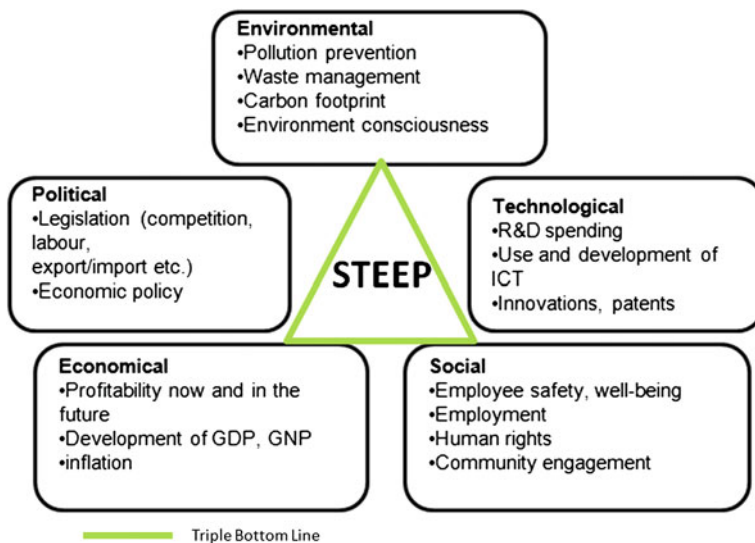 Environmental
•Pollution prevention
•Waste management
•Carbon footprint
•Environment consciousness
Political
•Legislation (competition,
labour,
export/import etc.)
•Economic policy
STEEP
Technological
•R&D spending
•Use and development of
ICT
•Innovations, patents
Economical
•Profitability now and in the
future
•Development of GDP, GNP
•inflation
Social
•Employee safety, well-being
•Employment
•Human rights
•Community engagement
Triple Bottom Line